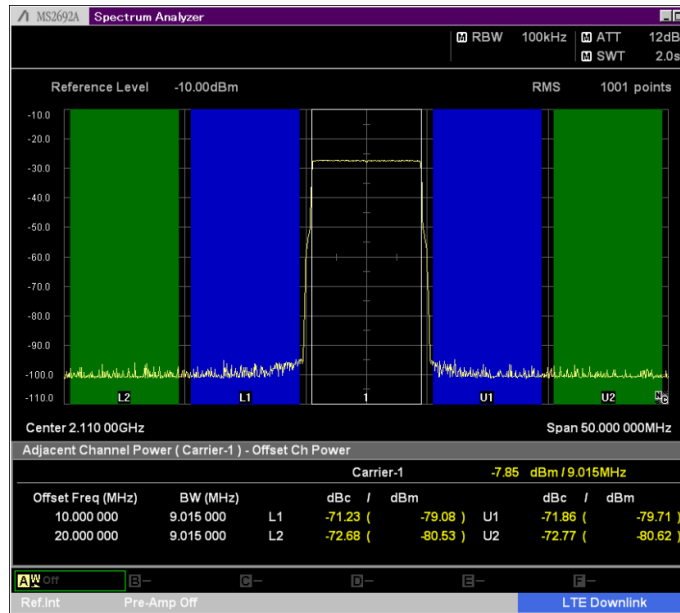 MS2692A Spectrum Analyzer
M RBW 100kHz M ATT 12dB
M SWT 2.0s
Reference Level -10.00dBm RMS 1001 points
-10.0
-20.0
-30.0
-40.0
-50.0
-60.0
-70.0
-80.0
-90.0
-100.0
-110.0
L2 L1 1 U1 U2
Center 2.110 00GHz Span 50.000 000MHz
Adjacent Channel Power ( Carrier-1 ) - Offset Ch Power
Carrier-1 -7.85 dBm / 9.015MHz
Offset Freq (MHz) BW (MHz) dBc / dBm dBc / dBm
10.000 000 9.015 000 L1 -71.23 ( -79.08 ) U1 -71.86 ( -79.71 )
20.000 000 9.015 000 L2 -72.68 ( -80.53 ) U2 -72.77 ( -80.62 )
A W Off B- C- D- E- F-
Ref.Int Pre-Amp Off LTE Downlink